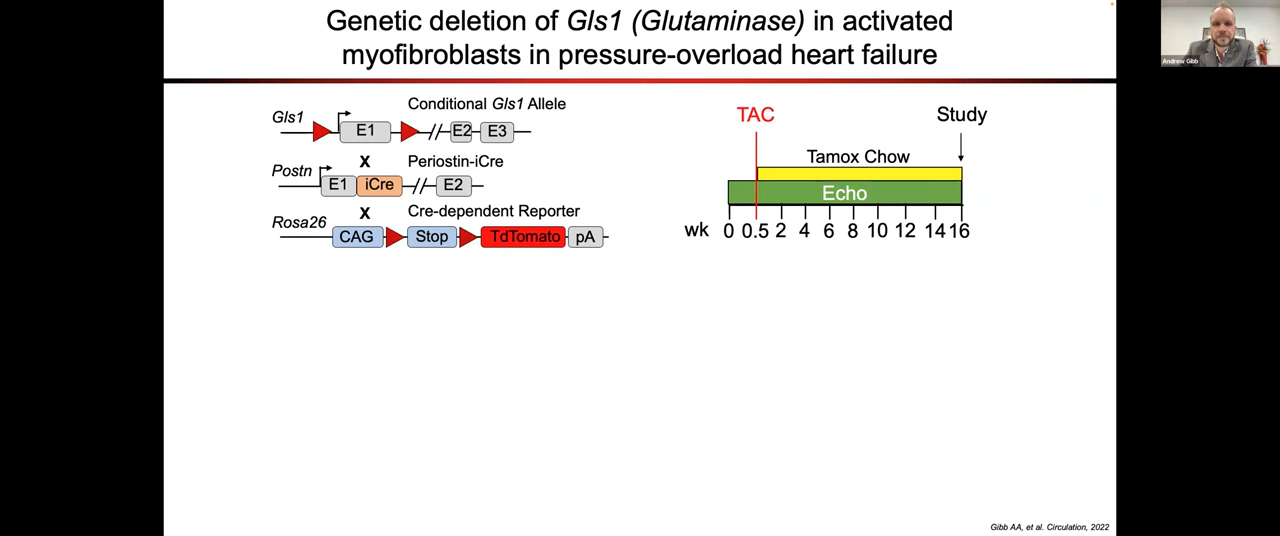 Genetic deletion of Gls1 (Glutaminase) in activated
myofibroblasts in pressure-overload heart failure
Andrew Gibb
Gls1
Conditional Gls1 Allele
E1 // E2 E3
X
Postn
Periostin-iCre
E1 iCre // E2
X
Rosa26
Cre-dependent Reporter
CAG Stop TdTomato pA
TAC
Study
Tamox Chow
Echo
wk 0 0.5 2 4 6 8 10 12 14 16
Gibb AA, et al. Circulation, 2022